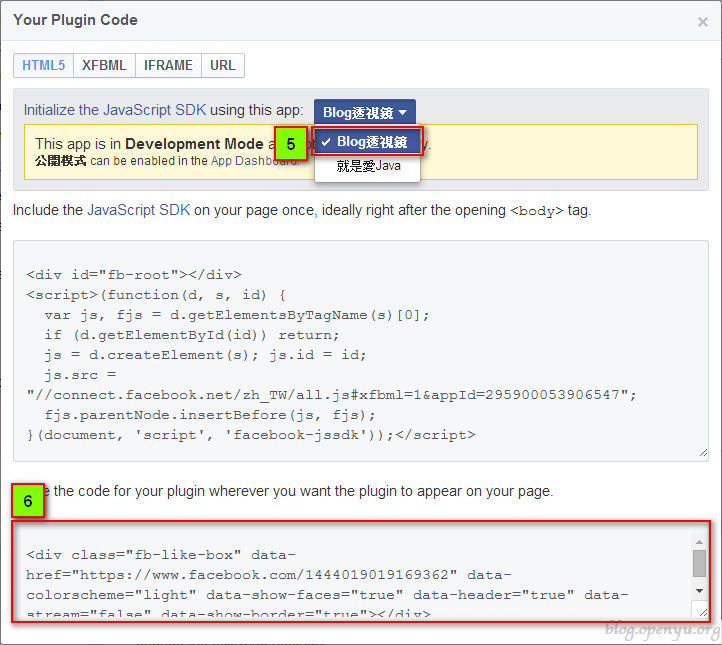 Your Plugin Code
×
HTML5 XFBML IFRAME URL
Initialize the JavaScript SDK using this app: Blog透視鏡
This app is in Development Mode a y.
5
✓ Blog透視鏡
就是愛Java
公開模式 can be enabled in the App Dashboard.
Include the JavaScript SDK on your page once, ideally right after the opening <body> tag.
<div id="fb-root"></div>
<script>(function(d, s, id) {
var js, fjs = d.getElementsByTagName(s)[0];
if (d.getElementById(id)) return;
js = d.createElement(s); js.id = id;
js.src =
"//connect.facebook.net/zh_TW/all.js#xfbml=1&appId=295900053906547";
fjs.parentNode.insertBefore(js, fjs);
}(document, 'script', 'facebook-jssdk'));</script>
6
e the code for your plugin wherever you want the plugin to appear on your page.
<div class="fb-like-box" data-
href="https://www.facebook.com/1444019019169362" data-
colorscheme="light" data-show-faces="true" data-header="true" data-
stream="false" data-show-border="true"></div>
blog.openyu.org